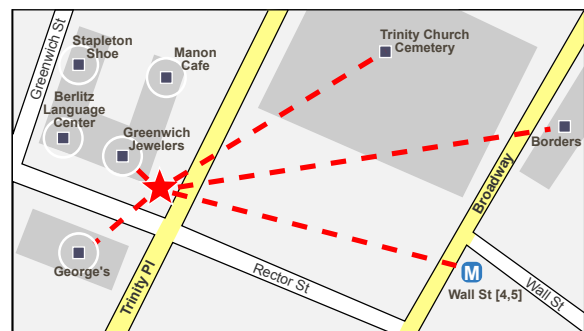 Greenwich St
Stapleton
Shoe
Manon
Cafe
Trinity Church
Cemetery
Berlitz
Language
Center
Greenwich
Jewelers
Borders
Broadway
George's
Trinity Pl
Rector St
M
Wall St [4,5]
Wall St